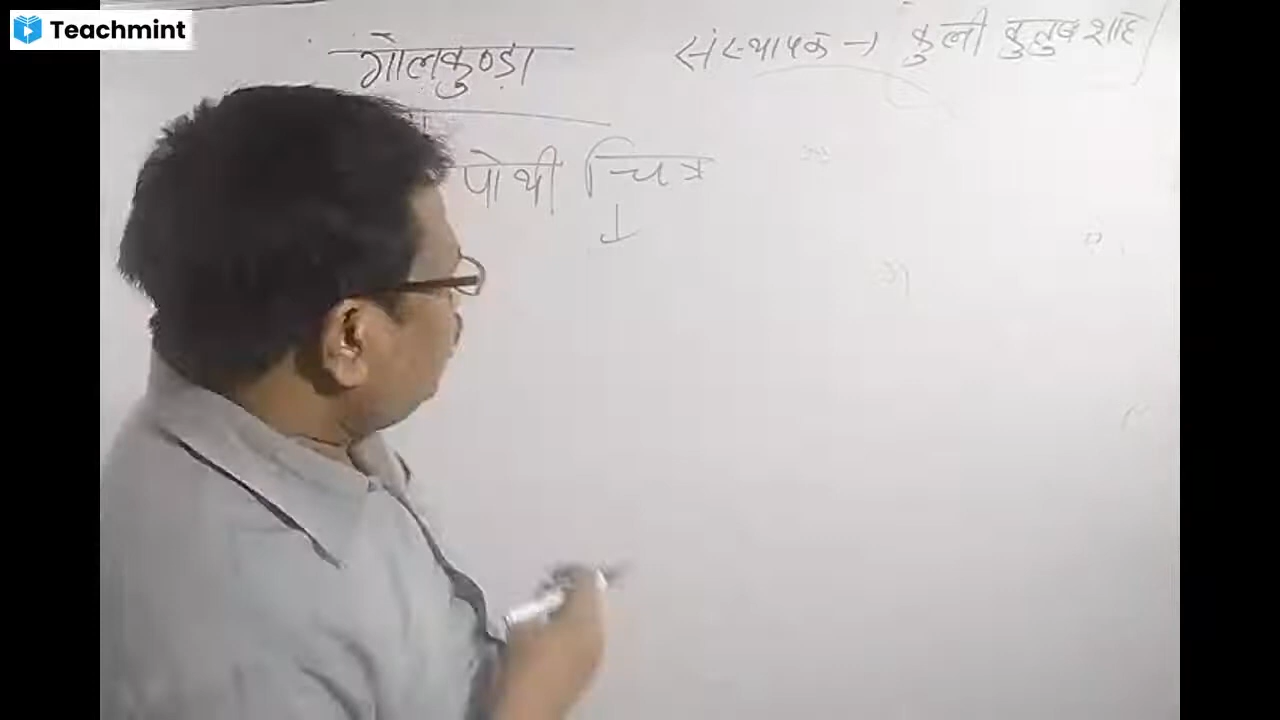 Teachmint
गोलकुण्डा
संस्थापक → कुली कुतुबशाह
पोथी चित्र